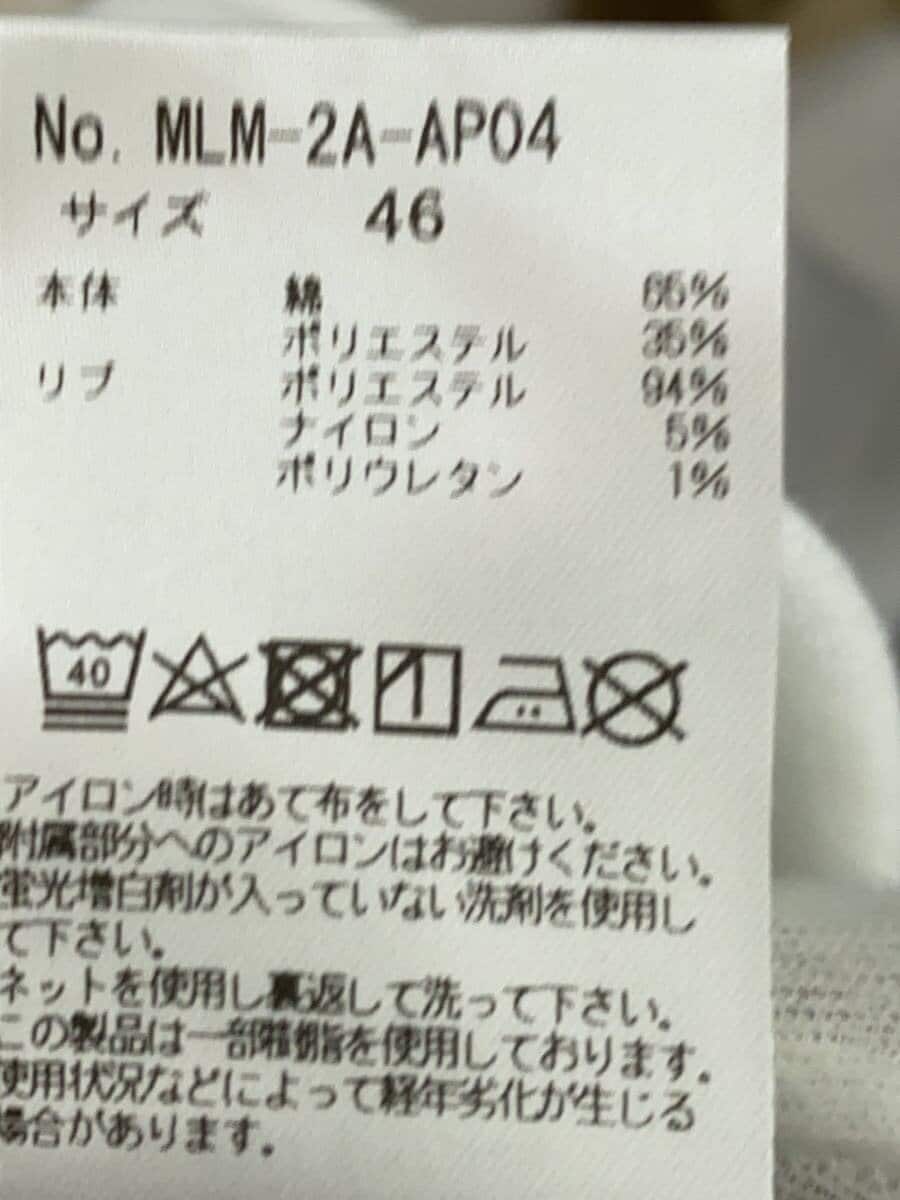 No. MLM-2A-AP04
サイズ 46
本体 綿 65%
ポリエステル 35%
リブ ポリエステル 94%
ナイロン 5%
ポリウレタン 1%
40
アイロン時はあて布をして下さい。
附属部分へのアイロンはお避けください。
蛍光増白剤が入っていない洗剤を使用し
て下さい。
ネットを使用し裏返して洗って下さい。
この製品は一部樹脂を使用しております。
使用状況などによって経年劣化が生じる
場合があります。